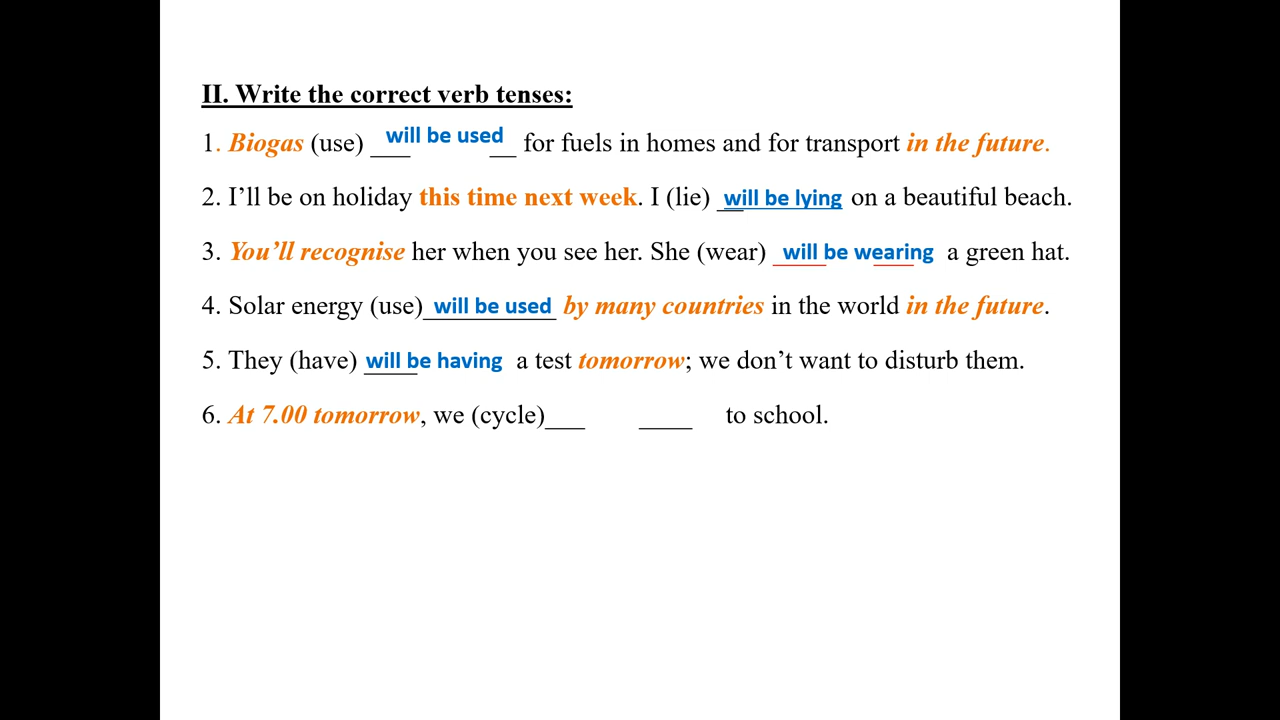 II. Write the correct verb tenses:
1. Biogas (use) ___will be used__ for fuels in homes and for transport in the future.
2. I’ll be on holiday this time next week. I (lie) __will be lying on a beautiful beach.
3. You’ll recognise her when you see her. She (wear) will be wearing a green hat.
4. Solar energy (use) will be used by many countries in the world in the future.
5. They (have) will be having a test tomorrow; we don’t want to disturb them.
6. At 7.00 tomorrow, we (cycle)___ ____ to school.